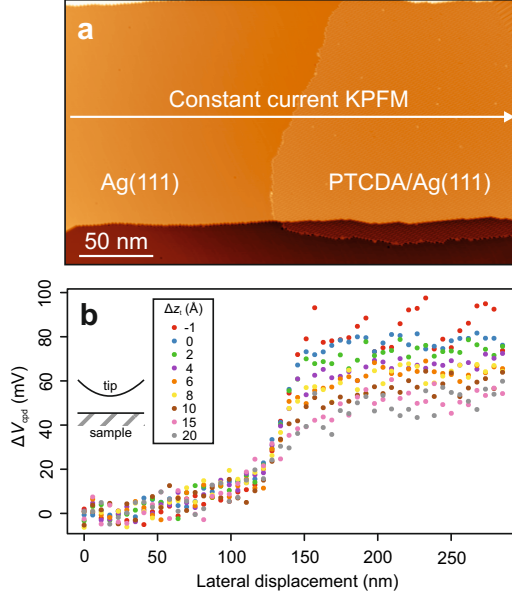 a
Constant current KPFM
Ag(111)
PTCDA/Ag(111)
50 nm
b
Δzᵢ (Å)
-1
0
2
4
6
8
10
15
20
tip
sample
100
80
60
40
20
0
ΔV_cpd (mV)
0
50
100
150
200
250
Lateral displacement (nm)